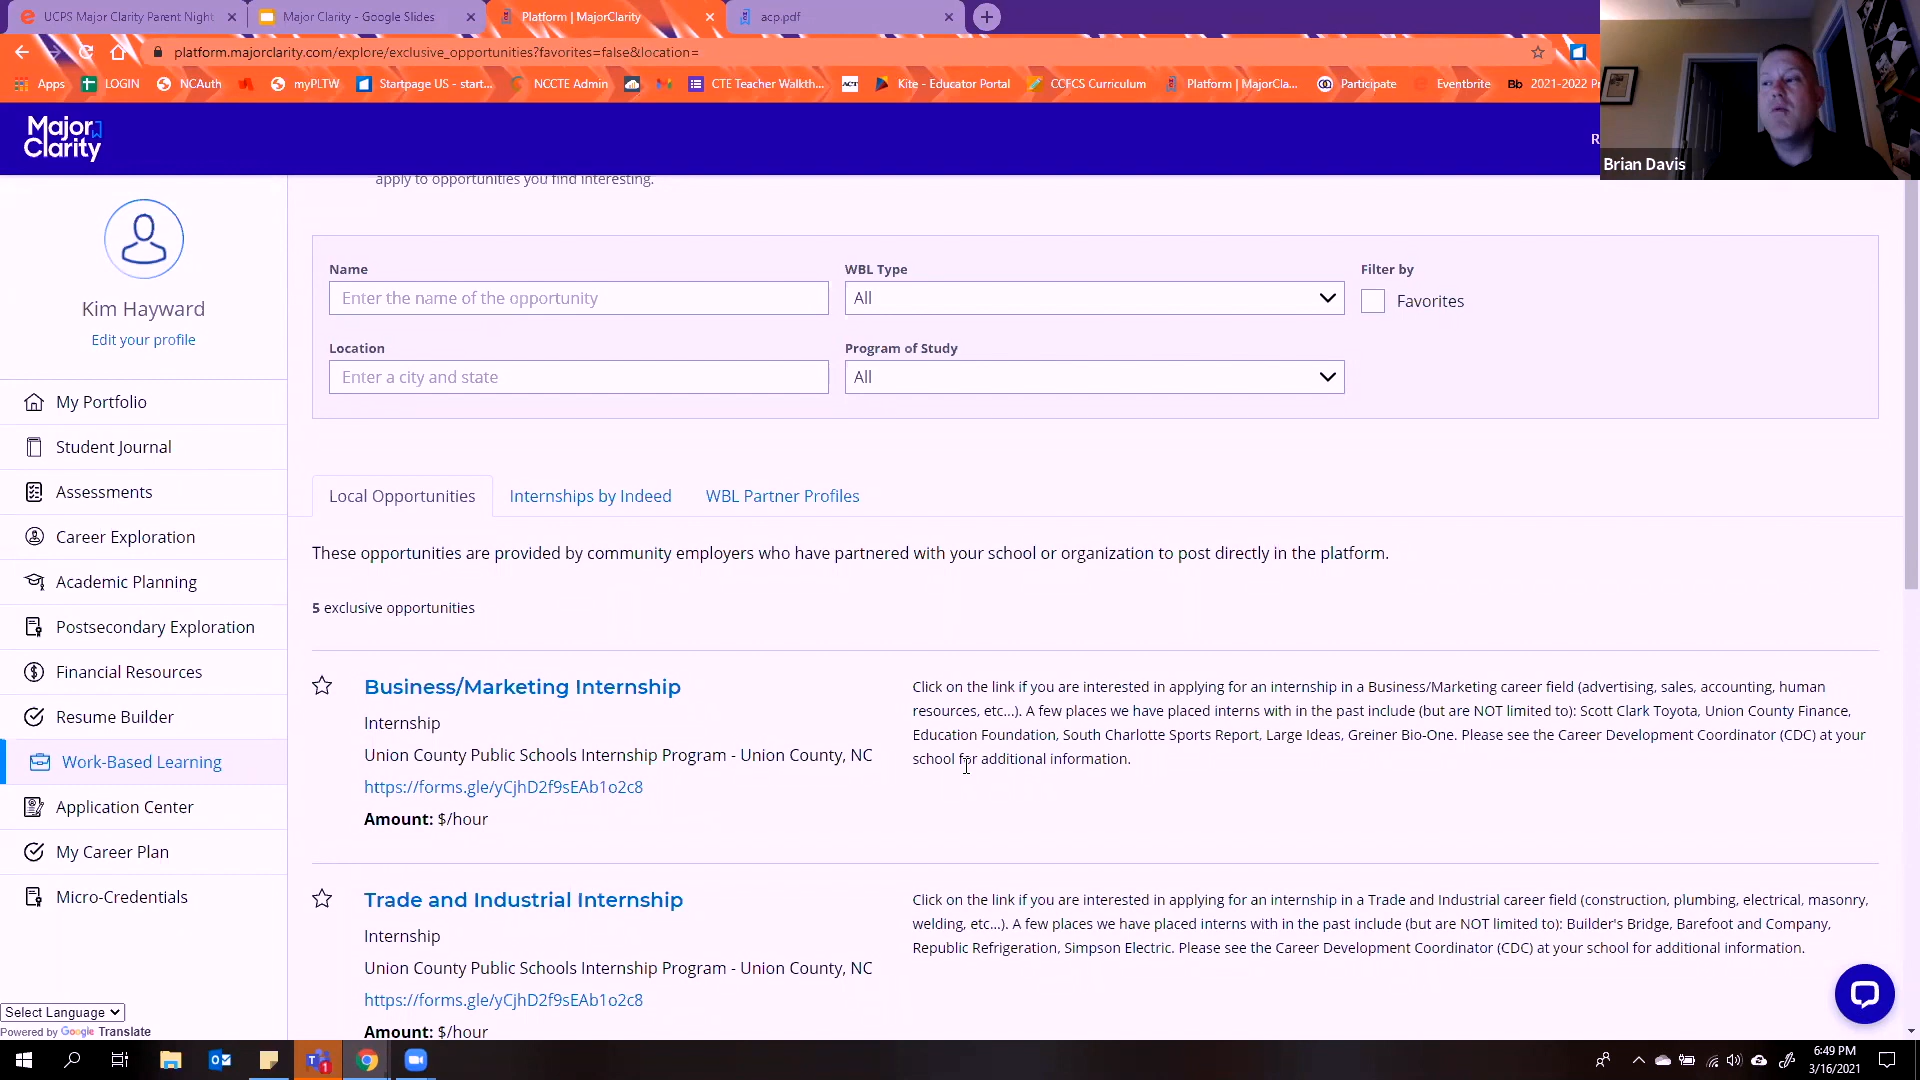 UCPS Major Clarity Parent Night
Major Clarity - Google Slides
Platform | MajorClarity
acp.pdf
platform.majorclarity.com/explore/exclusive_opportunities?favorites=false&location=
Apps
LOGIN
NCAuth
myPLTW
Startpage US - start...
NCCTE Admin
CTE Teacher Walkth...
ACT
Kite - Educator Portal
CCFCS Curriculum
Platform | MajorCla...
Participate
Eventbrite
Bb 2021-2022 P
Brian Davis
Major
Clarity
R
Kim Hayward
Edit your profile
My Portfolio
Student Journal
Assessments
Career Exploration
Academic Planning
Postsecondary Exploration
Financial Resources
Resume Builder
Work-Based Learning
Application Center
My Career Plan
Micro-Credentials
Select Language
Powered by Google Translate
apply to opportunities you find interesting.
Name
Enter the name of the opportunity
WBL Type
All
Filter by
Favorites
Location
Enter a city and state
Program of Study
All
Local Opportunities
Internships by Indeed
WBL Partner Profiles
These opportunities are provided by community employers who have partnered with your school or organization to post directly in the platform.
5 exclusive opportunities
Business/Marketing Internship
Internship
Union County Public Schools Internship Program - Union County, NC
https://forms.gle/yCjhD2f9sEAb1o2c8
Amount: $/hour
Click on the link if you are interested in applying for an internship in a Business/Marketing career field (advertising, sales, accounting, human
resources, etc...). A few places we have placed interns with in the past include (but are NOT limited to): Scott Clark Toyota, Union County Finance,
Education Foundation, South Charlotte Sports Report, Large Ideas, Greiner Bio-One. Please see the Career Development Coordinator (CDC) at your
school for additional information.
Trade and Industrial Internship
Internship
Union County Public Schools Internship Program - Union County, NC
https://forms.gle/yCjhD2f9sEAb1o2c8
Amount: $/hour
Click on the link if you are interested in applying for an internship in a Trade and Industrial career field (construction, plumbing, electrical, masonry,
welding, etc...). A few places we have placed interns with in the past include (but are NOT limited to): Builder's Bridge, Barefoot and Company,
Republic Refrigeration, Simpson Electric. Please see the Career Development Coordinator (CDC) at your school for additional information.
6:49 PM
3/16/2021